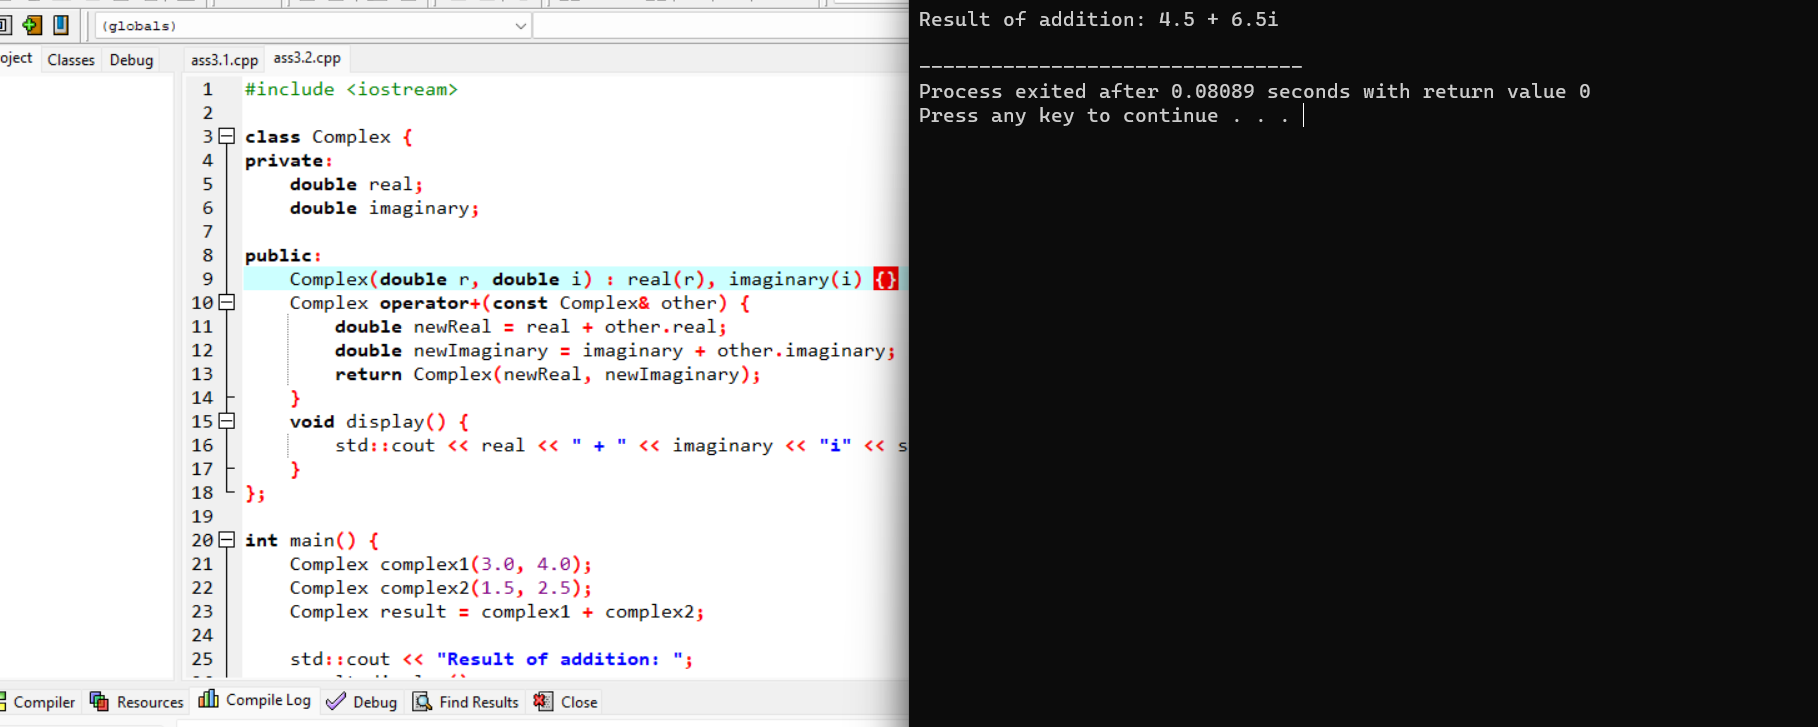 (globals)
oject Classes Debug
ass3.1.cpp ass3.2.cpp
1 #include <iostream>
2
3 class Complex {
4 private:
5 double real;
6 double imaginary;
7
8 public:
9 Complex(double r, double i) : real(r), imaginary(i) {}
10 Complex operator+(const Complex& other) {
11 double newReal = real + other.real;
12 double newImaginary = imaginary + other.imaginary;
13 return Complex(newReal, newImaginary);
14 }
15 void display() {
16 std::cout << real << " + " << imaginary << "i" << s
17 }
18 };
19
20 int main() {
21 Complex complex1(3.0, 4.0);
22 Complex complex2(1.5, 2.5);
23 Complex result = complex1 + complex2;
24
25 std::cout << "Result of addition: ";
Compiler Resources Compile Log Debug Find Results Close
Result of addition: 4.5 + 6.5i
--------------------------------
Process exited after 0.08089 seconds with return value 0
Press any key to continue . . .